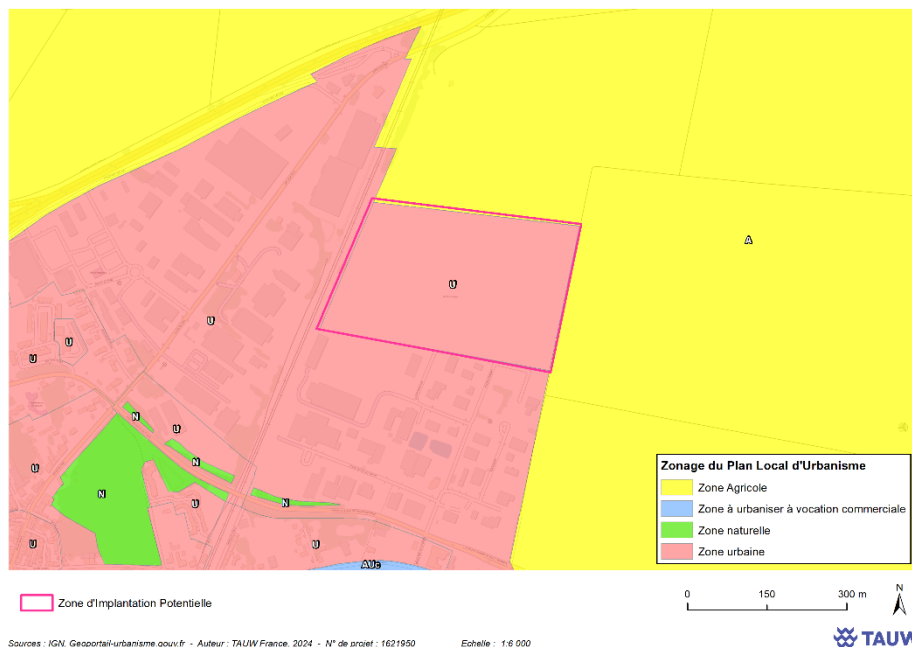 A
U
U
U
U
N
U
N
U
N
U
N
U
U
AUc
Zonage du Plan Local d'Urbanisme
Zone Agricole
Zone à urbaniser à vocation commerciale
Zone naturelle
Zone urbaine
Zone d'Implantation Potentielle
0 150 300 m
N
Sources : IGN, Geoportail-urbanisme.gouv.fr - Auteur : TAUW France, 2024 - N° de projet : 1621950 Echelle : 1:6 000
TAUW